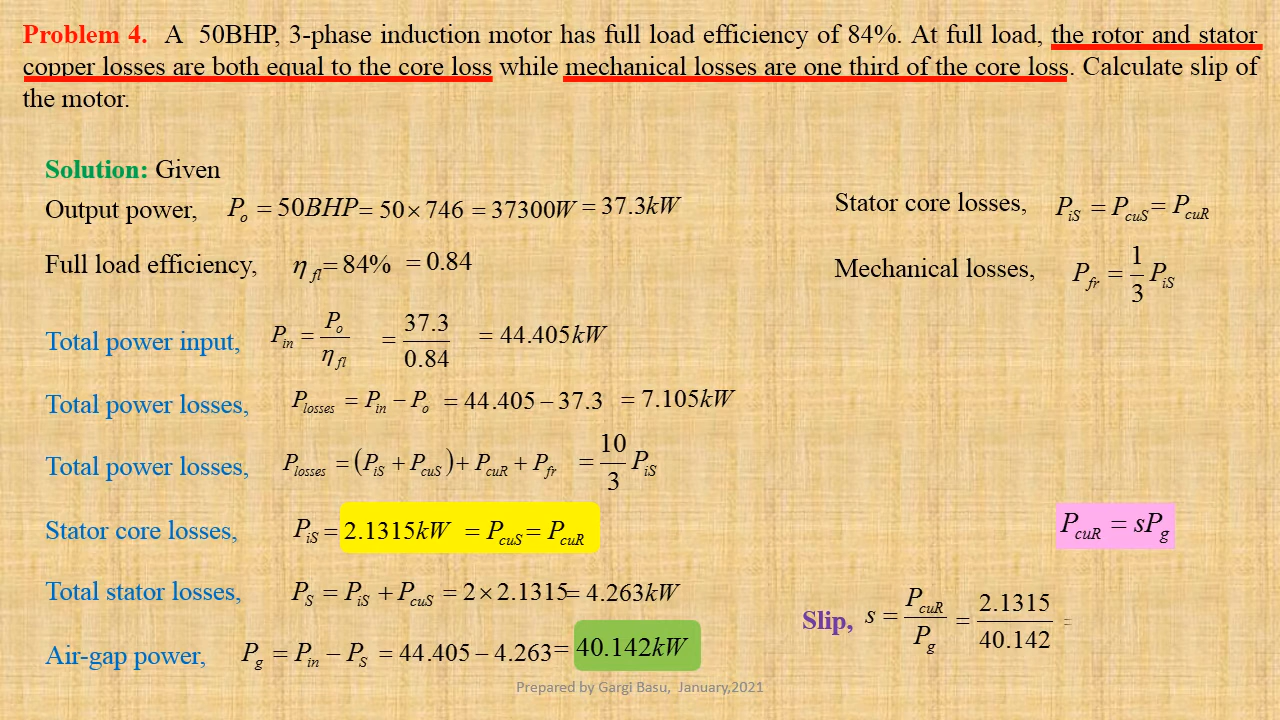 Problem 4. A 50BHP, 3-phase induction motor has full load efficiency of 84%. At full load, the rotor and stator
copper losses are both equal to the core loss while mechanical losses are one third of the core loss. Calculate slip of
the motor.
Solution: Given
Output power, P_o = 50BHP = 50 × 746 = 37300W = 37.3kW
Stator core losses, P_iS = P_cuS = P_cuR
Full load efficiency, η_fl = 84% = 0.84
Mechanical losses, P_fr = 1/3 P_iS
Total power input, P_in = P_o/η_fl = 37.3/0.84 = 44.405kW
Total power losses, P_losses = P_in − P_o = 44.405 − 37.3 = 7.105kW
Total power losses, P_losses = (P_iS + P_cuS) + P_cuR + P_fr = 10/3 P_iS
Stator core losses, P_iS = 2.1315kW = P_cuS = P_cuR
P_cuR = sP_g
Total stator losses, P_S = P_iS + P_cuS = 2 × 2.1315 = 4.263kW
Slip, s = P_cuR/P_g = 2.1315/40.142 =
Air-gap power, P_g = P_in − P_S = 44.405 − 4.263 = 40.142kW
Prepared by Gargi Basu, January,2021